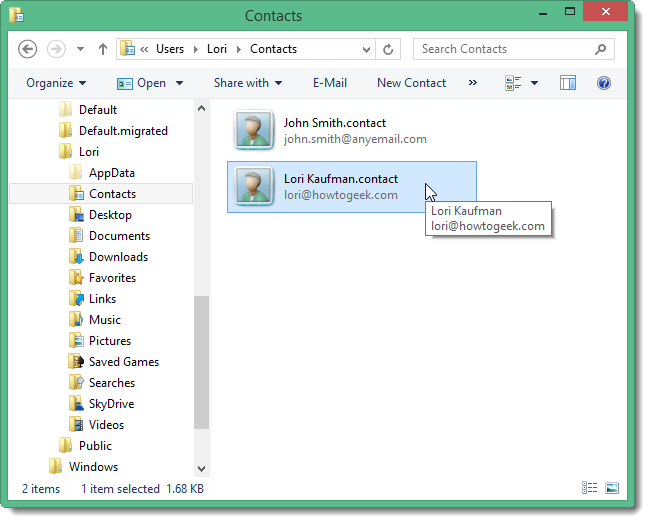 Contacts
« Users Lori Contacts Search Contacts
Organize Open Share with E-Mail New Contact »
Default
Default.migrated
Lori
AppData
Contacts
Desktop
Documents
Downloads
Favorites
Links
Music
Pictures
Saved Games
Searches
SkyDrive
Videos
Public
Windows
John Smith.contact
john.smith@anyemail.com
Lori Kaufman.contact
lori@howtogeek.com
Lori Kaufman
lori@howtogeek.com
2 items 1 item selected 1.68 KB